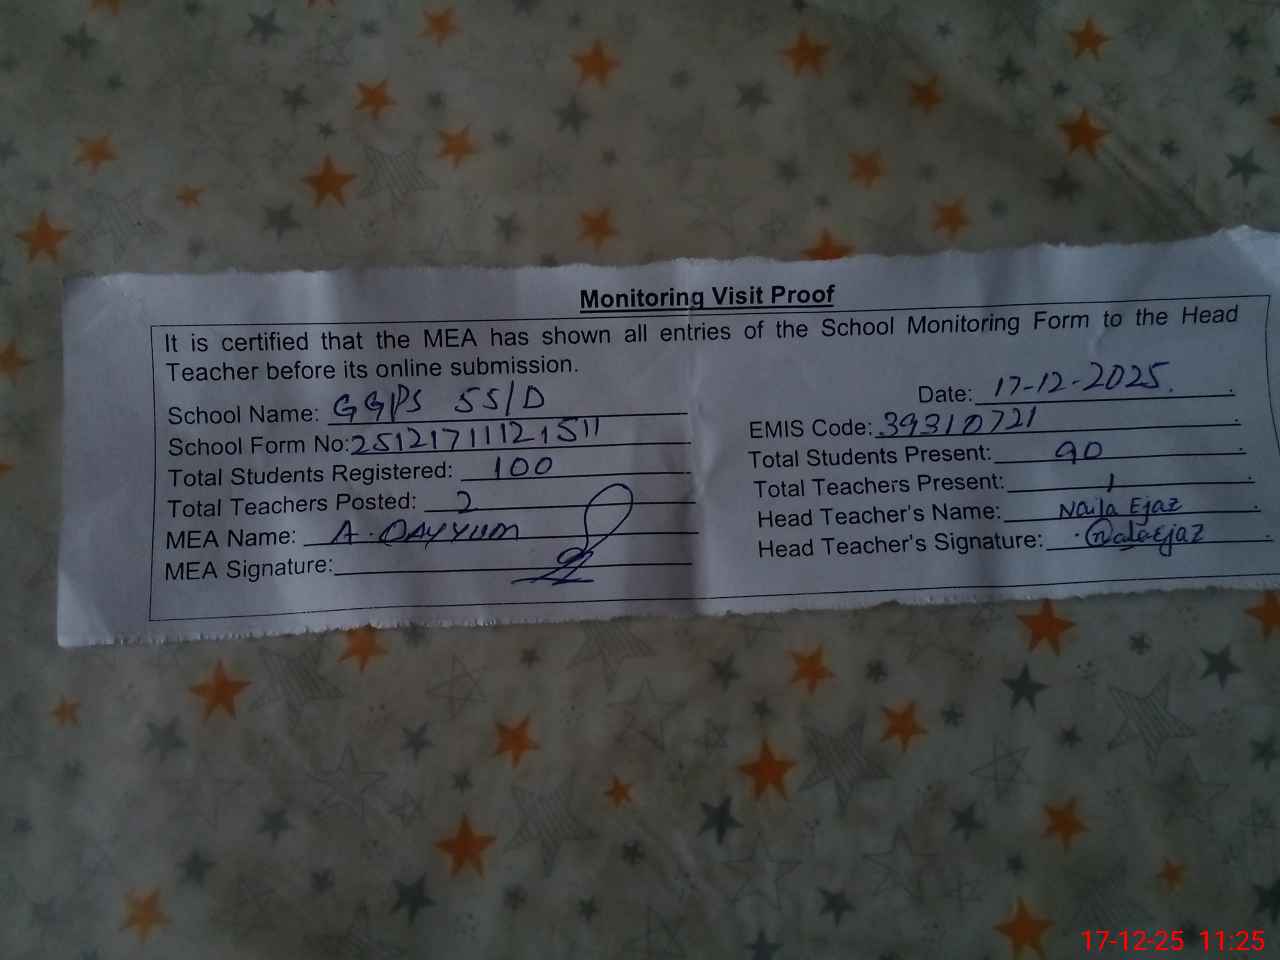 Monitoring Visit Proof
It is certified that the MEA has shown all entries of the School Monitoring Form to the Head
Teacher before its online submission.
Date: 17-12-2025.
School Name: GGPS 55/D
EMIS Code: 39310721
School Form No: 251217111121511
Total Students Present: 90
Total Students Registered: 100
Total Teachers Present: 1
Total Teachers Posted: 2
Head Teacher's Name: Naila Ejaz
MEA Name: A. QAYYUM
Head Teacher's Signature: NailaEjaz
MEA Signature:
17-12-25 11:25